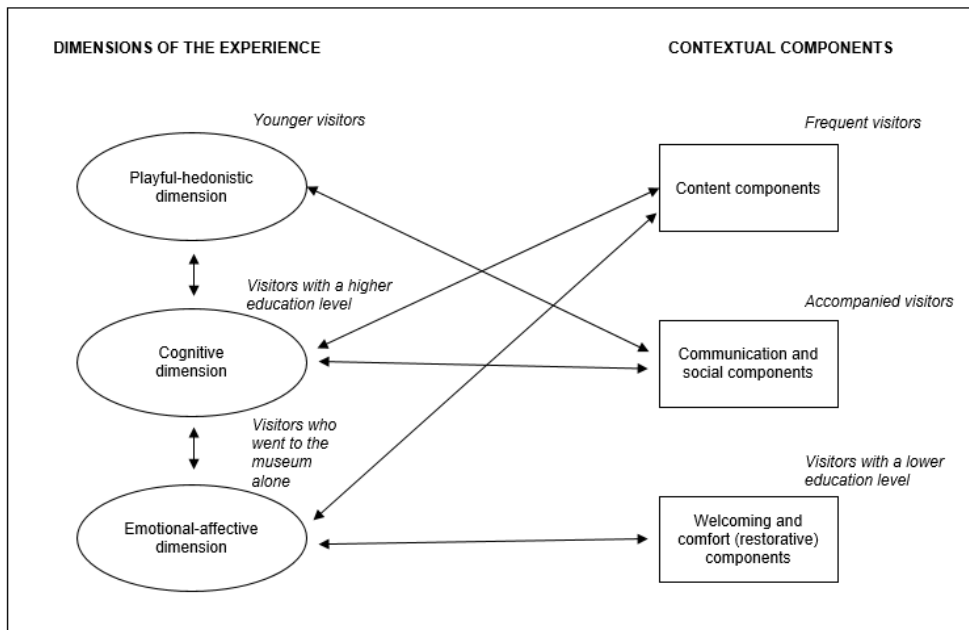 DIMENSIONS OF THE EXPERIENCE
CONTEXTUAL COMPONENTS
Younger visitors
Playful-hedonistic
dimension
Frequent visitors
Content components
Visitors with a higher
education level
Cognitive
dimension
Accompanied visitors
Communication and
social components
Visitors who
went to the
museum
alone
Emotional-affective
dimension
Visitors with a lower
education level
Welcoming and
comfort (restorative)
components